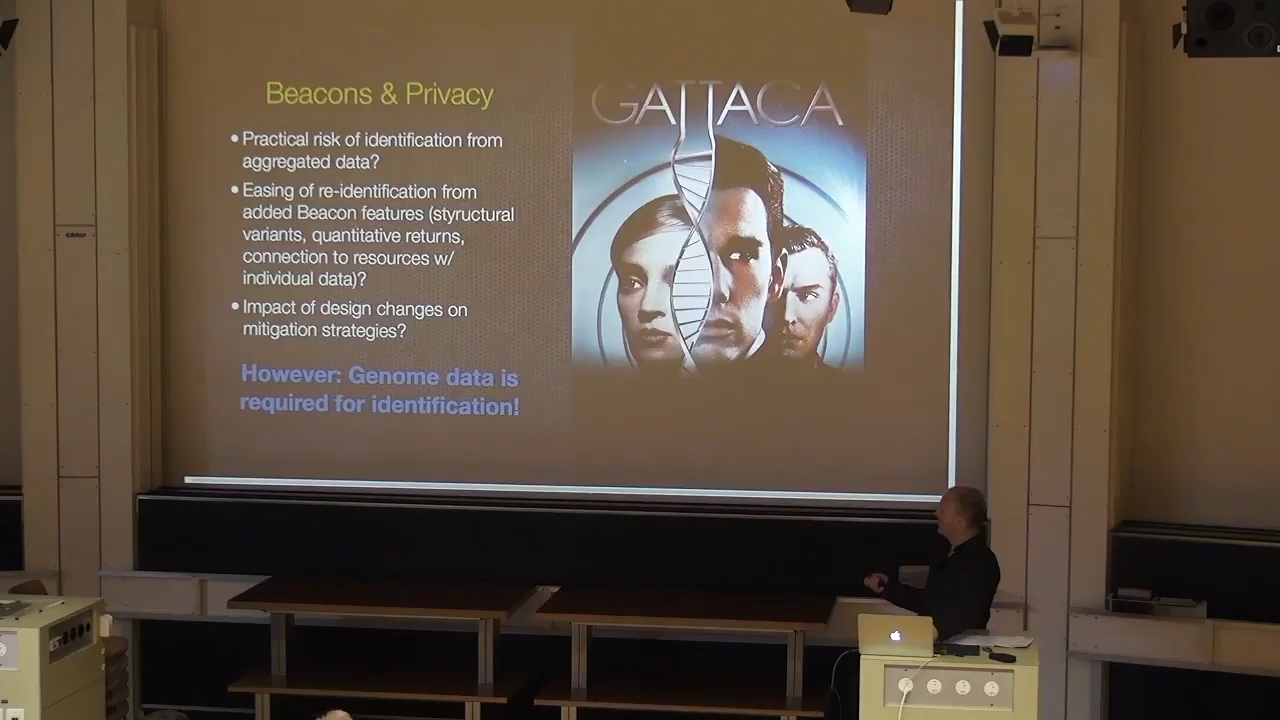 Beacons & Privacy
GATTACA
• Practical risk of identification from
aggregated data?
• Easing of re-identification from
added Beacon features (styructural
variants, quantitative returns,
connection to resources w/
individual data)?
• Impact of design changes on
mitigation strategies?
However: Genome data is
required for identification!
GRRIP